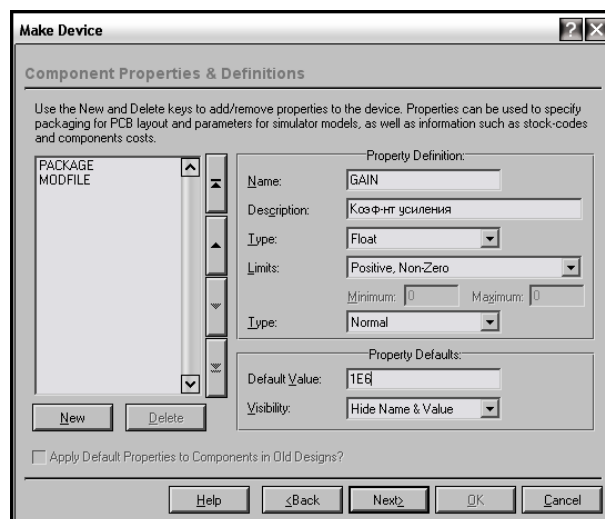 Make Device
Component Properties & Definitions
Use the New and Delete keys to add/remove properties to the device. Properties can be used to specify
packaging for PCB layout and parameters for simulator models, as well as information such as stock-codes
and components costs.
PACKAGE
MODFILE
New
Delete
Property Definition:
Name: GAIN
Description: Коэф-нт усиления
Type: Float
Limits: Positive, Non-Zero
Minimum: 0 Maximum: 0
Type: Normal
Property Defaults:
Default Value: 1E6
Visibility: Hide Name & Value
Apply Default Properties to Components in Old Designs?
Help <Back Next> OK Cancel